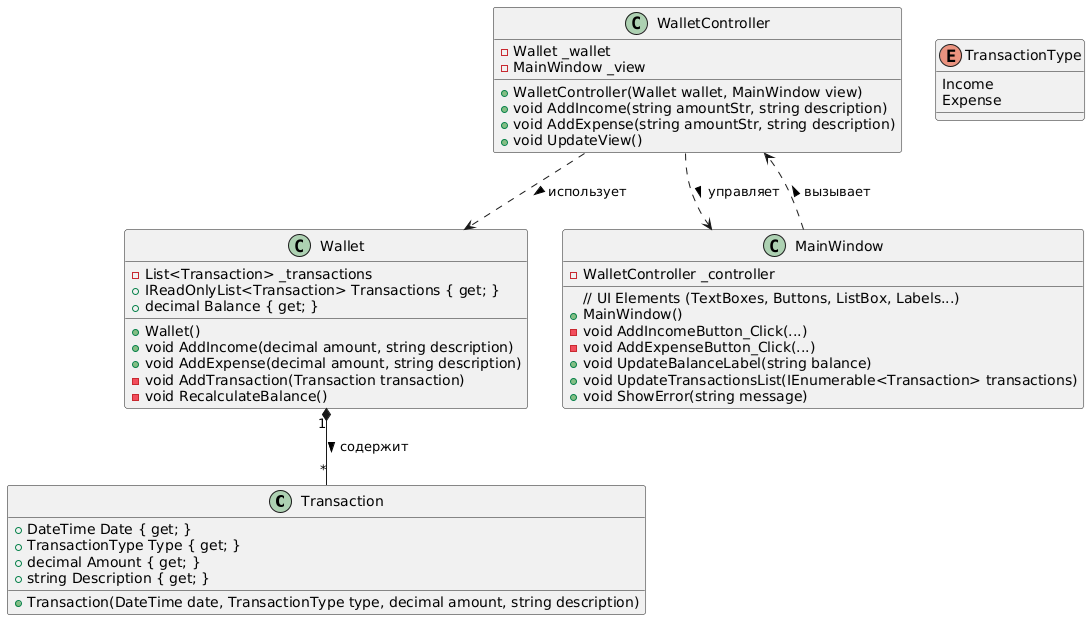 C WalletController
Wallet _wallet
MainWindow _view
WalletController(Wallet wallet, MainWindow view)
void AddIncome(string amountStr, string description)
void AddExpense(string amountStr, string description)
void UpdateView()
E TransactionType
Income
Expense
использует
управляет
вызывает
C Wallet
List<Transaction> _transactions
IReadOnlyList<Transaction> Transactions { get; }
decimal Balance { get; }
Wallet()
void AddIncome(decimal amount, string description)
void AddExpense(decimal amount, string description)
void AddTransaction(Transaction transaction)
void RecalculateBalance()
C MainWindow
WalletController _controller
// UI Elements (TextBoxes, Buttons, ListBox, Labels...)
MainWindow()
void AddIncomeButton_Click(...)
void AddExpenseButton_Click(...)
void UpdateBalanceLabel(string balance)
void UpdateTransactionsList(IEnumerable<Transaction> transactions)
void ShowError(string message)
1
содержит
*
C Transaction
DateTime Date { get; }
TransactionType Type { get; }
decimal Amount { get; }
string Description { get; }
Transaction(DateTime date, TransactionType type, decimal amount, string description)